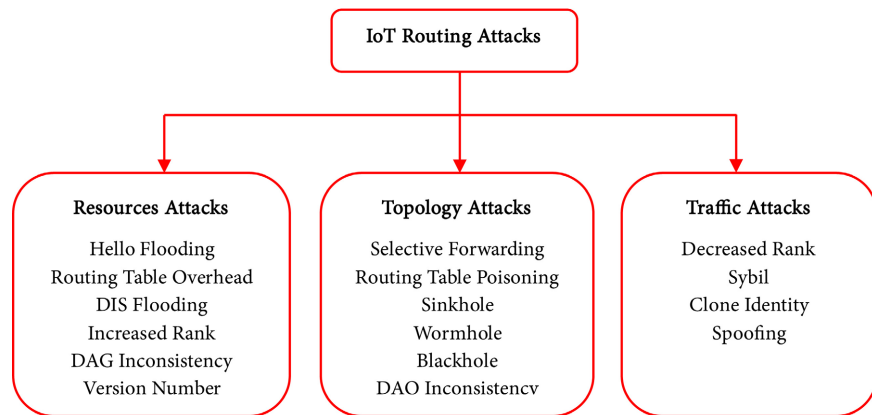 IoT Routing Attacks
Resources Attacks
Hello Flooding
Routing Table Overhead
DIS Flooding
Increased Rank
DAG Inconsistency
Version Number
Topology Attacks
Selective Forwarding
Routing Table Poisoning
Sinkhole
Wormhole
Blackhole
DAO Inconsistency
Traffic Attacks
Decreased Rank
Sybil
Clone Identity
Spoofing